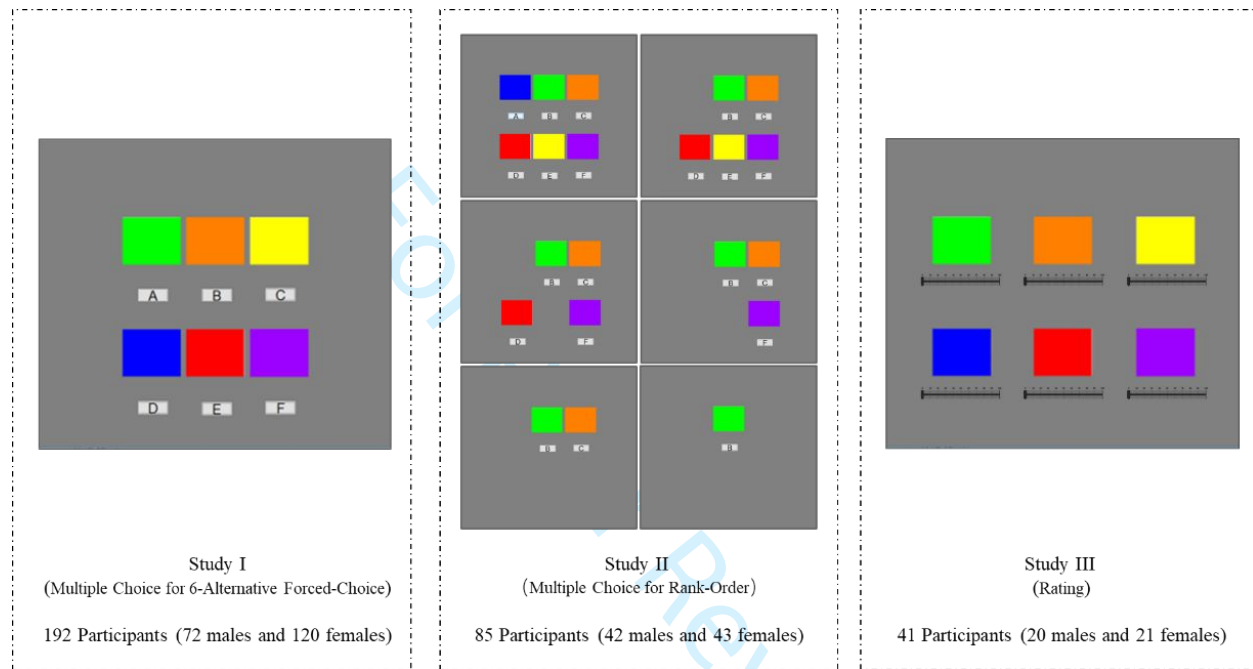 A B C
D E F
Study I
(Multiple Choice for 6-Alternative Forced-Choice)
192 Participants (72 males and 120 females)
A B C
D E F
B C
D E F
B C
D F
B C
F
B C
B
Study II
(Multiple Choice for Rank-Order)
85 Participants (42 males and 43 females)
Study III
(Rating)
41 Participants (20 males and 21 females)
For
Rev